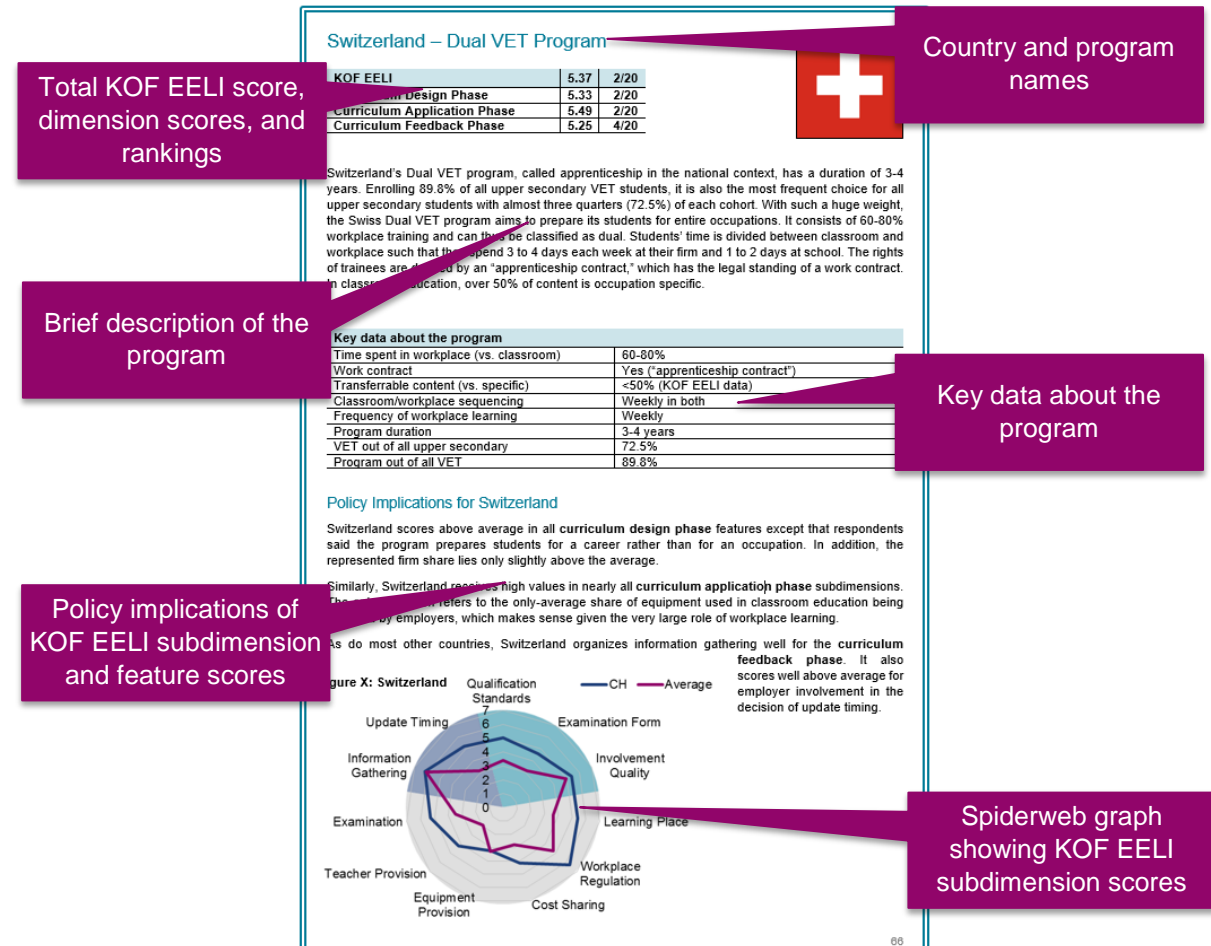 Switzerland – Dual VET Program
Country and program
names
Total KOF EELI score,
dimension scores, and
rankings
KOF EELI 5.37 2/20
Design Phase 5.33 2/20
Curriculum Application Phase 5.49 2/20
Curriculum Feedback Phase 5.25 4/20
Switzerland's Dual VET program, called apprenticeship in the national context, has a duration of 3-4
years. Enrolling 89.8% of all upper secondary VET students, it is also the most frequent choice for all
upper secondary students with almost three quarters (72.5%) of each cohort. With such a huge weight,
the Swiss Dual VET program aims to prepare its students for entire occupations. It consists of 60-80%
workplace training and can be classified as dual. Students' time is divided between classroom and
workplace such that spend 3 to 4 days each week at their firm and 1 to 2 days at school. The rights
of trainees are by an “apprenticeship contract,” which has the legal standing of a work contract.
In education, over 50% of content is occupation specific.
Brief description of the
program
Key data about the program
Time spent in workplace (vs. classroom) 60-80%
Work contract Yes (“apprenticeship contract”)
Transferrable content (vs. specific) <50% (KOF EELI data)
Classroom/workplace sequencing Weekly in both
Frequency of workplace learning Weekly
Program duration 3-4 years
VET out of all upper secondary 72.5%
Program out of all VET 89.8%
Key data about the
program
Policy Implications for Switzerland
Switzerland scores above average in all curriculum design phase features except that respondents
said the program prepares students for a career rather than for an occupation. In addition, the
represented firm share lies only slightly above the average.
Similarly, Switzerland receives high values in nearly all curriculum application phase subdimensions.
refers to the only-average share of equipment used in classroom education being
by employers, which makes sense given the very large role of workplace learning.
As do most other countries, Switzerland organizes information gathering well for the curriculum
feedback phase. It also
scores well above average for
employer involvement in the
decision of update timing.
Policy implications of
KOF EELI subdimension
and feature scores
gure X: Switzerland
CH Average
Qualification
Standards
Examination Form
Involvement
Quality
Learning Place
Workplace
Regulation
Cost Sharing
Equipment
Provision
Teacher Provision
Examination
Information
Gathering
Update Timing
7
6
5
4
3
2
1
0
Spiderweb graph
showing KOF EELI
subdimension scores
66